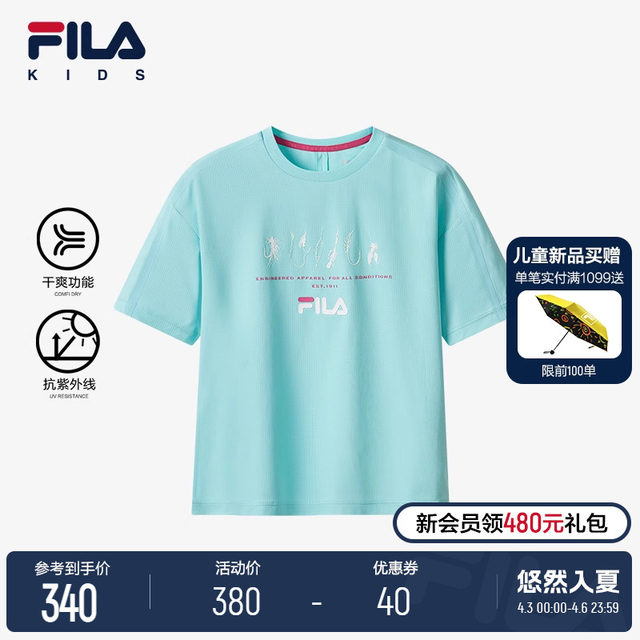 FILA
KIDS
干爽功能
COMFI DRY
抗紫外线
UV RESISTANCE
ENGINEERED APPAREL FOR ALL CONDITIONS
EST.1911
FILA
儿童新品买赠
单笔实付满1099送
限前100单
新会员领480元礼包
参考到手价
340
活动价
380
-
优惠券
40
悠然入夏
4.3 00:00-4.6 23:59